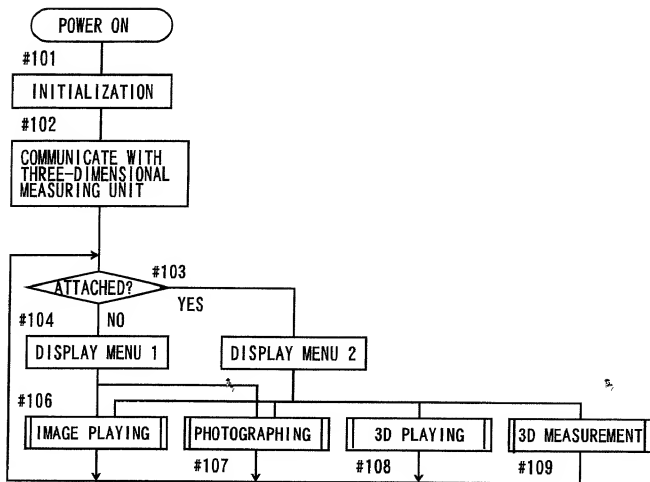 POWER ON
#101
INITIALIZATION
#102
COMMUNICATE WITH
THREE-DIMENSIONAL
MEASURING UNIT
#103
ATTACHED?
YES
#104
NO
DISPLAY MENU 1
DISPLAY MENU 2
#106
IMAGE PLAYING
PHOTOGRAPHING
3D PLAYING
3D MEASUREMENT
#107
#108
#109